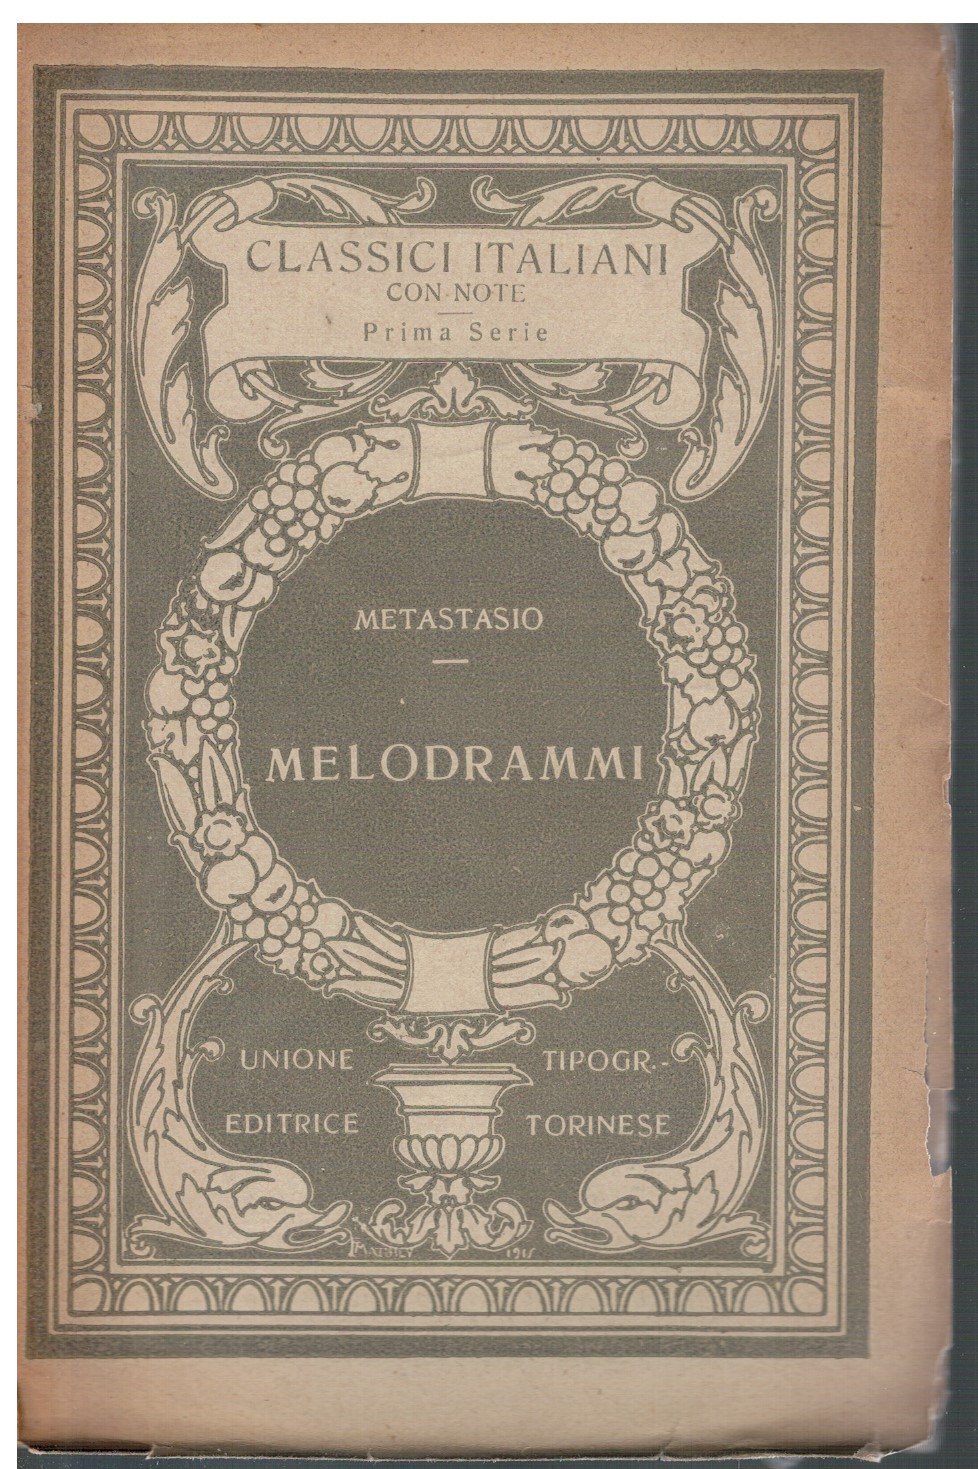 CLASSICI ITALIANI
CON NOTE
Prima Serie
METASTASIO
MELODRAMMI
UNIONE TIPOGR.-
EDITRICE TORINESE